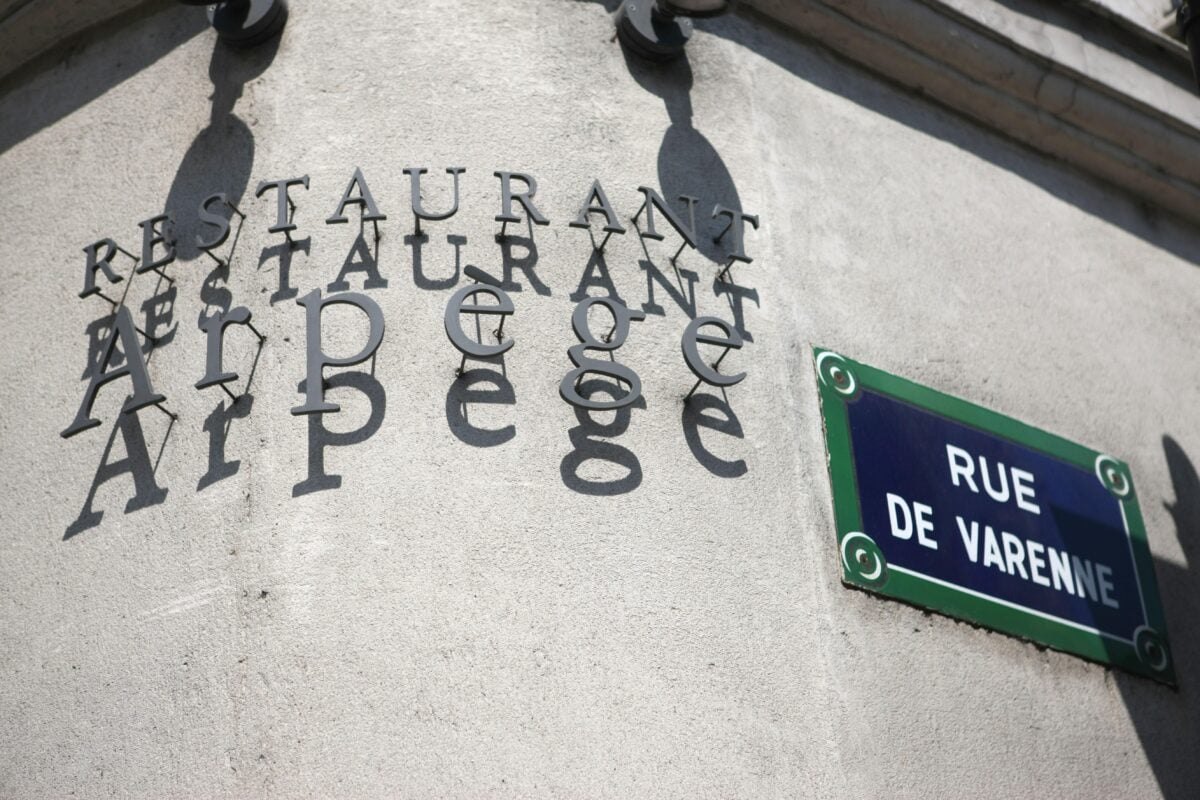 RESTAURANT
Arpège
RUE
DE VARENNE